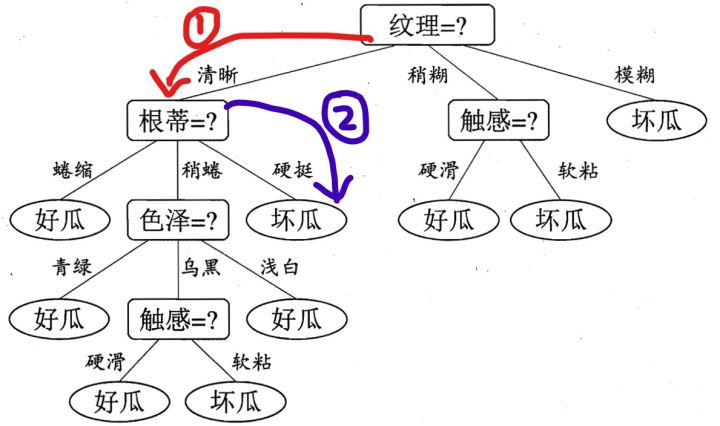 纹理=?
①
清晰 稍糊 模糊
根蒂=? ② 触感=? 坏瓜
蜷缩 稍蜷 硬挺 硬滑 软粘
好瓜 色泽=? 坏瓜 好瓜 坏瓜
青绿 乌黑 浅白
好瓜 触感=? 好瓜
硬滑 软粘
好瓜 坏瓜